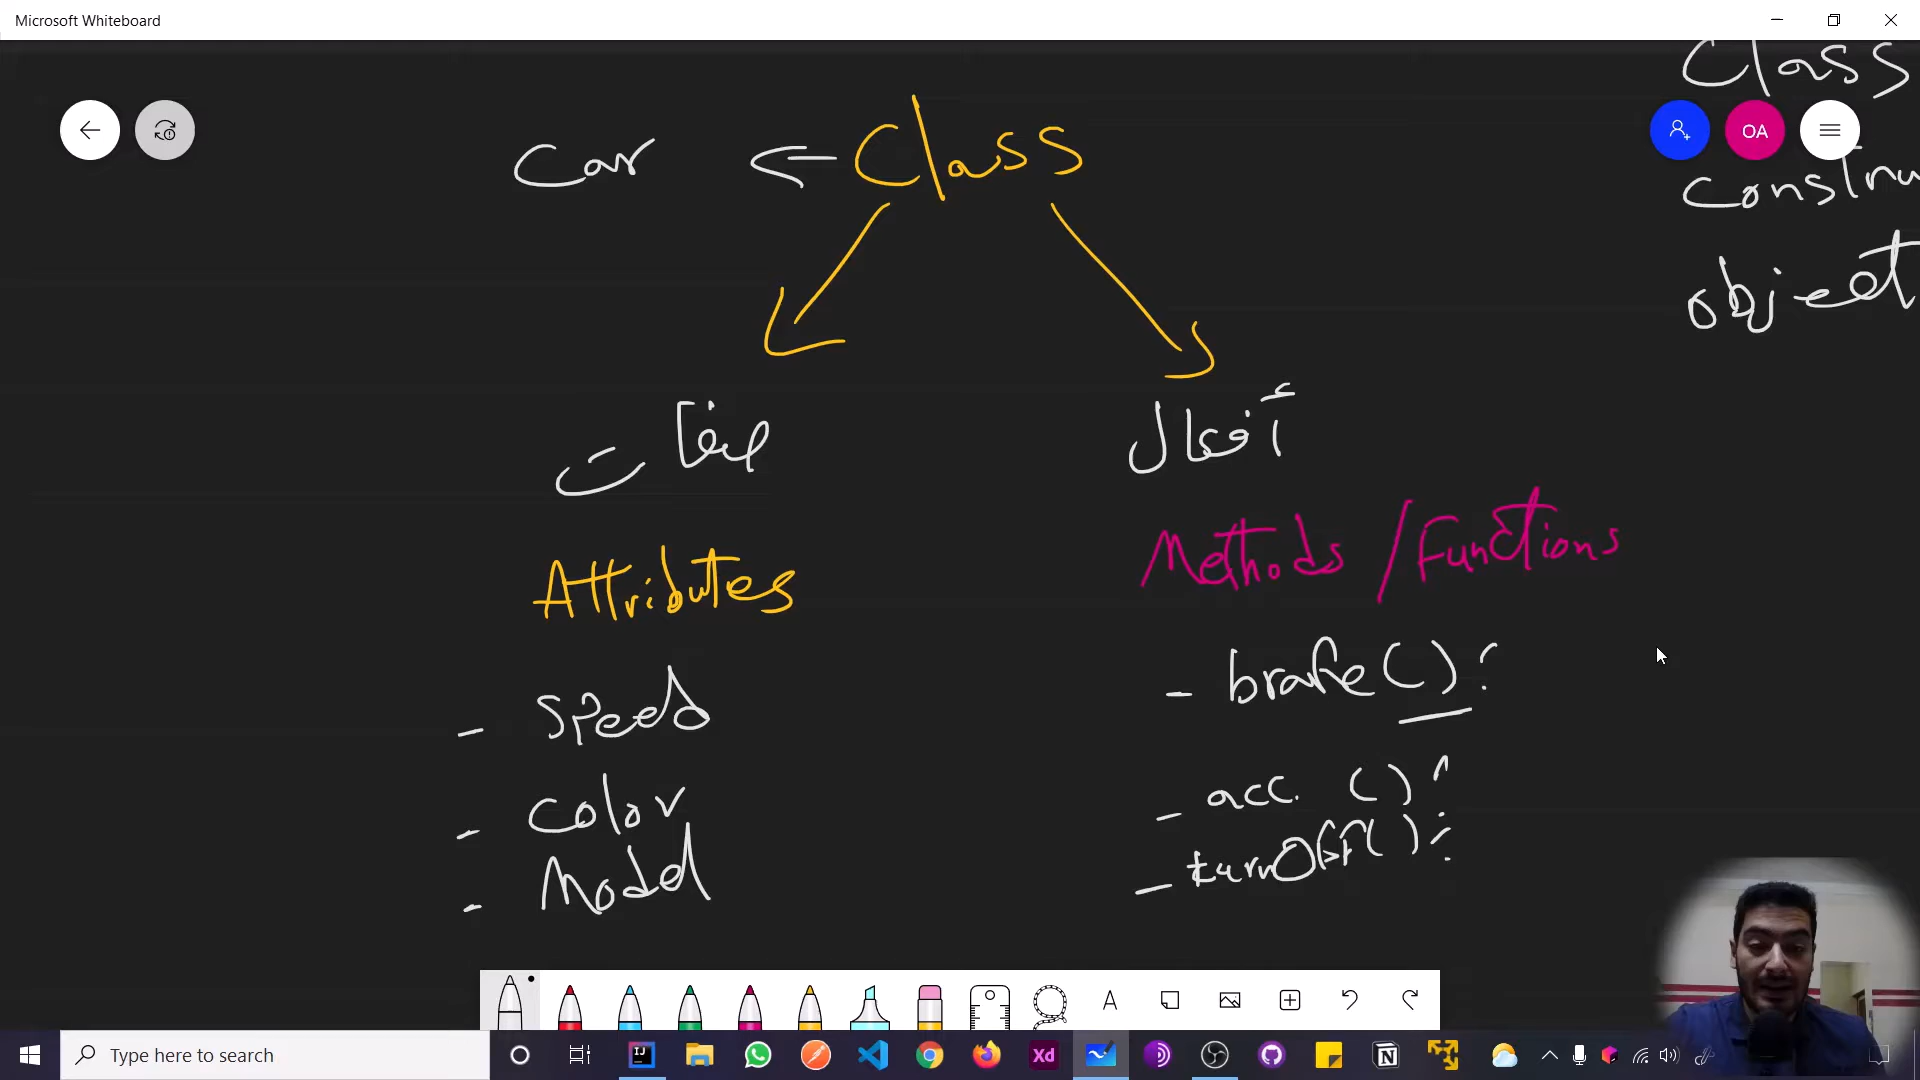 Microsoft Whiteboard
Class
Car ← Class
OA
constru
object
صفات
أفعال
Attributes
Methods / Functions
- Speed
- brake();
- Color
- acc. ();
- Model
- turnOff();
Type here to search